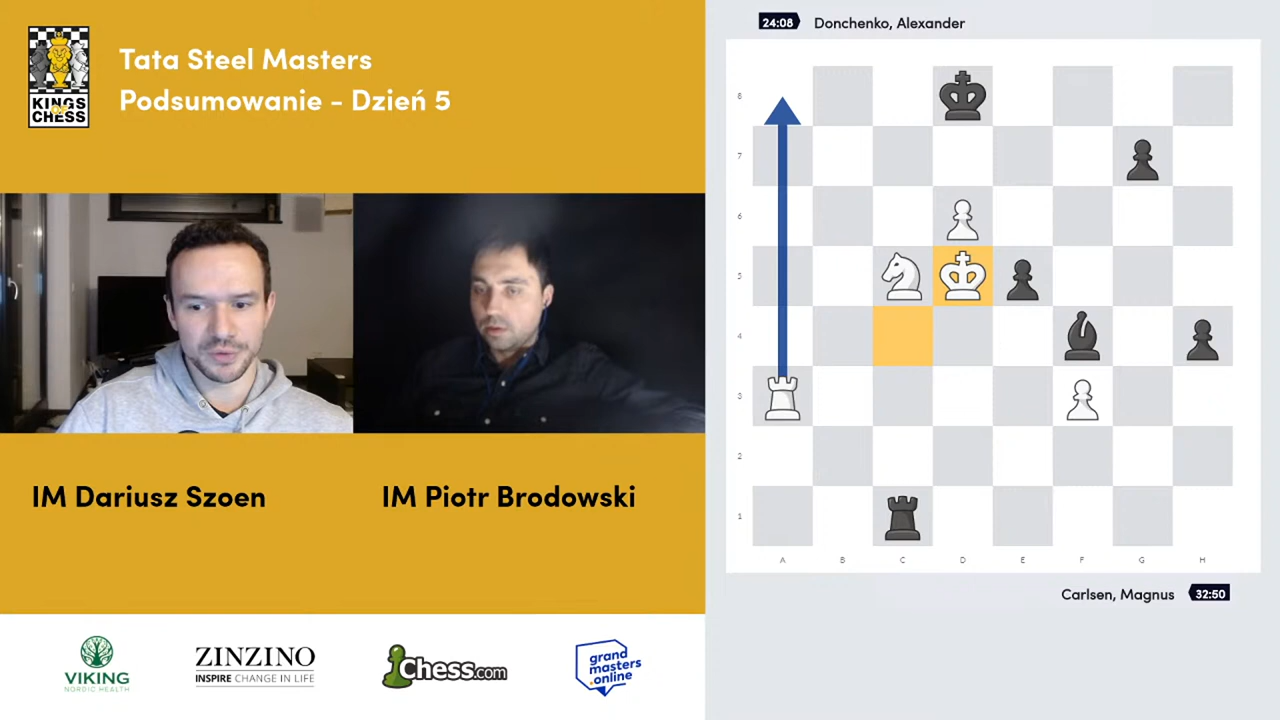 KINGS
OF
CHESS
Tata Steel Masters
Podsumowanie - Dzień 5
IM Dariusz Szoen
IM Piotr Brodowski
VIKING
NORDIC HEALTH
ZINZINO
INSPIRE CHANGE IN LIFE
Chess.com
grand
masters
.online
24:08 Donchenko, Alexander
8
7
6
5
4
3
2
1
A B C D E F G H
Carlsen, Magnus 32:50